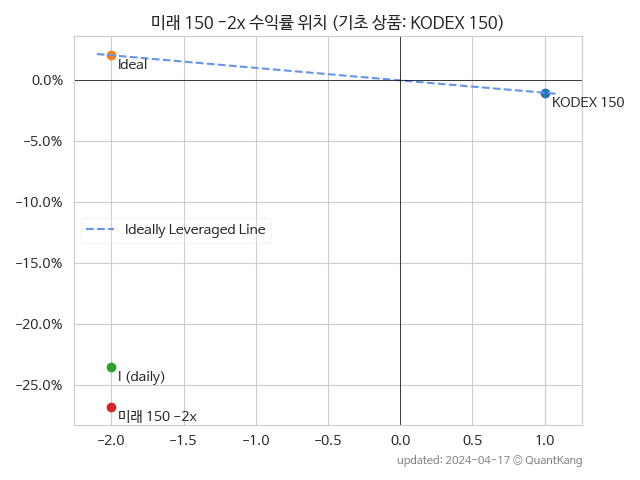 미래 150 -2x 수익률 위치 (기초 상품: KODEX 150)
Ideal
0.0%
KODEX 150
-5.0%
-10.0%
Ideally Leveraged Line
-15.0%
-20.0%
I (daily)
-25.0%
미래 150 -2x
-2.0 -1.5 -1.0 -0.5 0.0 0.5 1.0
updated: 2024-04-17 © QuantKang